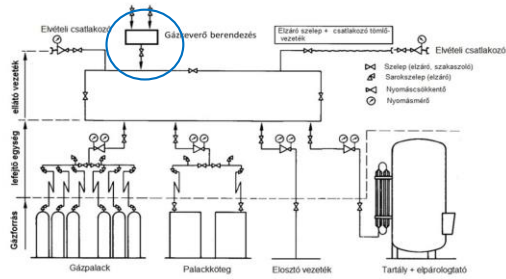 Elvételi csatlakozó
Gázkeverő berendezés
Elzáró szelep + csatlakozó tömlő-
vezeték
Elvételi csatlakozó
Szelep (elzáró, szakaszoló)
Sarokszelep (elzáró)
Nyomáscsökkentő
Nyomásmérő
ellátó vezeték
lefejtő egység
Gázforrás
Gázpalack
Palackköteg
Elosztó vezeték
Tartály + elpárologtató